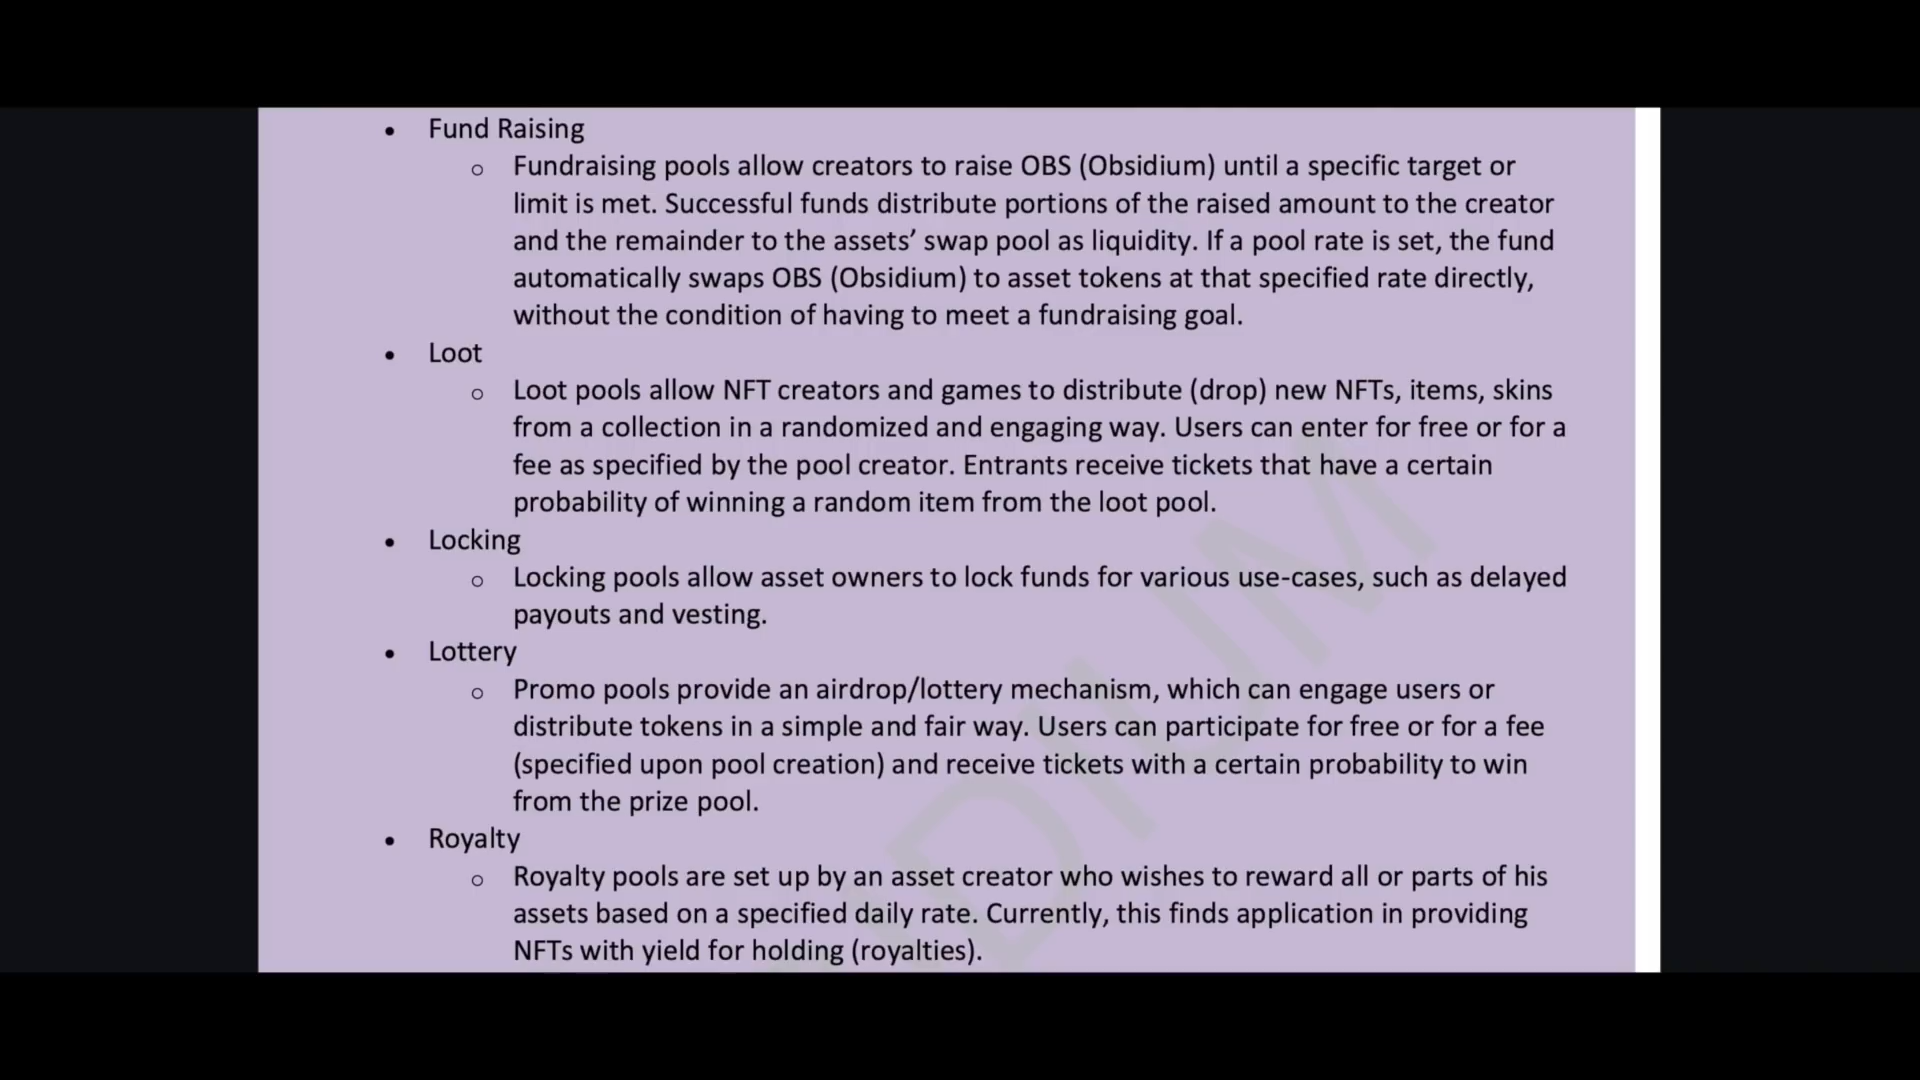 • Fund Raising
o Fundraising pools allow creators to raise OBS (Obsidium) until a specific target or
limit is met. Successful funds distribute portions of the raised amount to the creator
and the remainder to the assets’ swap pool as liquidity. If a pool rate is set, the fund
automatically swaps OBS (Obsidium) to asset tokens at that specified rate directly,
without the condition of having to meet a fundraising goal.
• Loot
o Loot pools allow NFT creators and games to distribute (drop) new NFTs, items, skins
from a collection in a randomized and engaging way. Users can enter for free or for a
fee as specified by the pool creator. Entrants receive tickets that have a certain
probability of winning a random item from the loot pool.
• Locking
o Locking pools allow asset owners to lock funds for various use-cases, such as delayed
payouts and vesting.
• Lottery
o Promo pools provide an airdrop/lottery mechanism, which can engage users or
distribute tokens in a simple and fair way. Users can participate for free or for a fee
(specified upon pool creation) and receive tickets with a certain probability to win
from the prize pool.
• Royalty
o Royalty pools are set up by an asset creator who wishes to reward all or parts of his
assets based on a specified daily rate. Currently, this finds application in providing
NFTs with yield for holding (royalties).